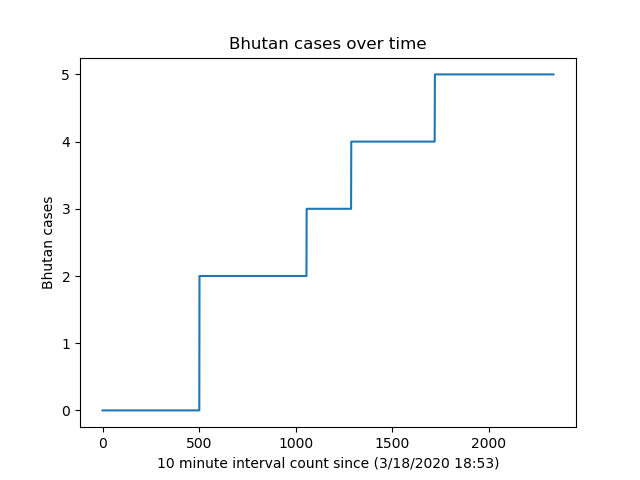 Bhutan cases over time
5
4
3
2
1
0
Bhutan cases
0 500 1000 1500 2000
10 minute interval count since (3/18/2020 18:53)